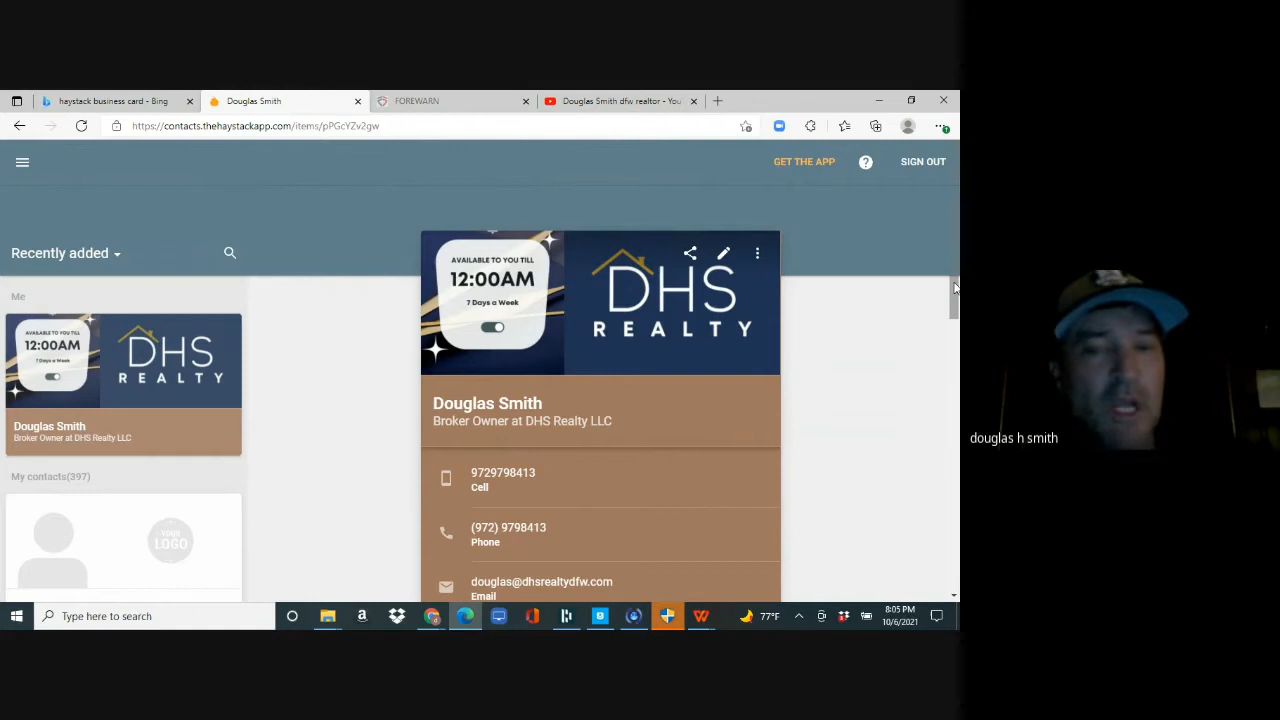 haystack business card - Bing
Douglas Smith
FOREWARN
Douglas Smith dfw realtor - You
https://contacts.thehaystackapp.com/items/pPGcYZv2gw
GET THE APP
?
SIGN OUT
Recently added
Me
AVAILABLE TO YOU TILL
12:00AM
7 Days a Week
DHS
REALTY
Douglas Smith
Broker Owner at DHS Realty LLC
My contacts(397)
YOUR
LOGO
AVAILABLE TO YOU TILL
12:00AM
7 Days a Week
DHS
REALTY
Douglas Smith
Broker Owner at DHS Realty LLC
9729798413
Cell
(972) 9798413
Phone
douglas@dhsrealtydfw.com
Email
douglas h smith
Type here to search
77°F
8:05 PM
10/6/2021